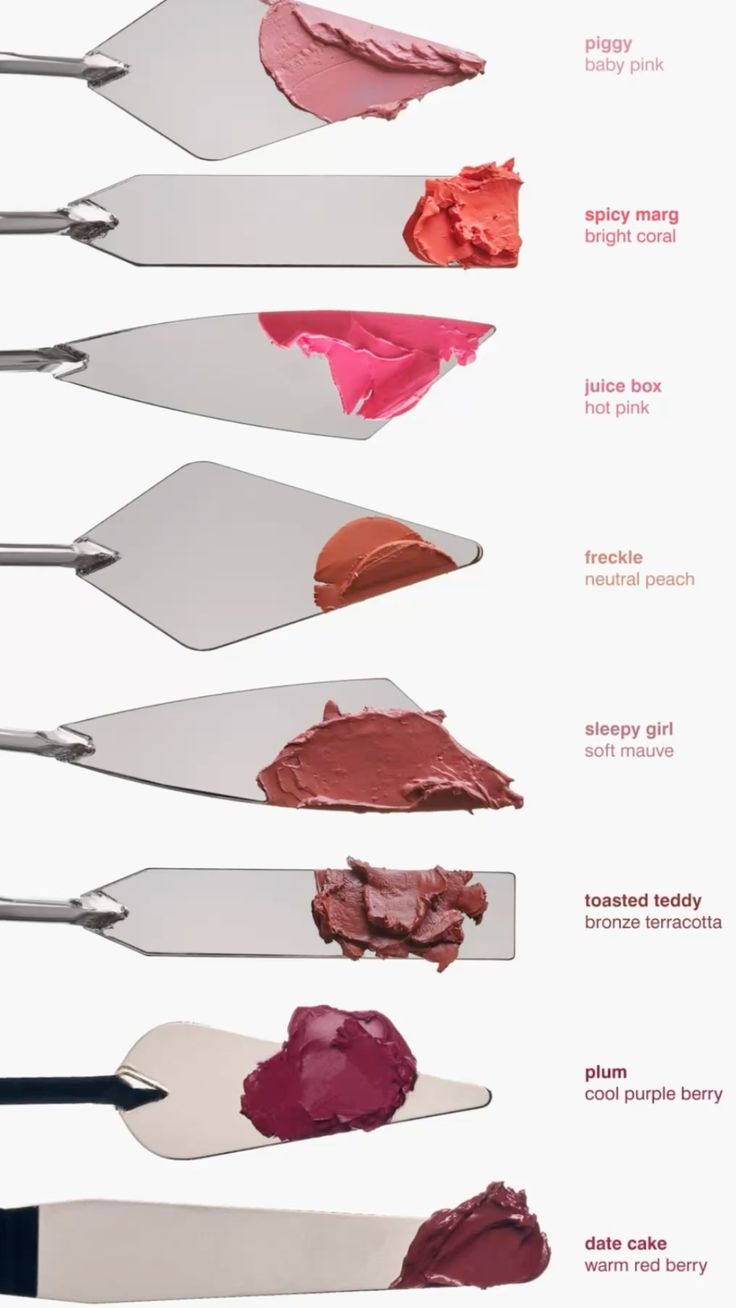 piggy
baby pink
spicy marg
bright coral
juice box
hot pink
freckle
neutral peach
sleepy girl
soft mauve
toasted teddy
bronze terracotta
plum
cool purple berry
date cake
warm red berry